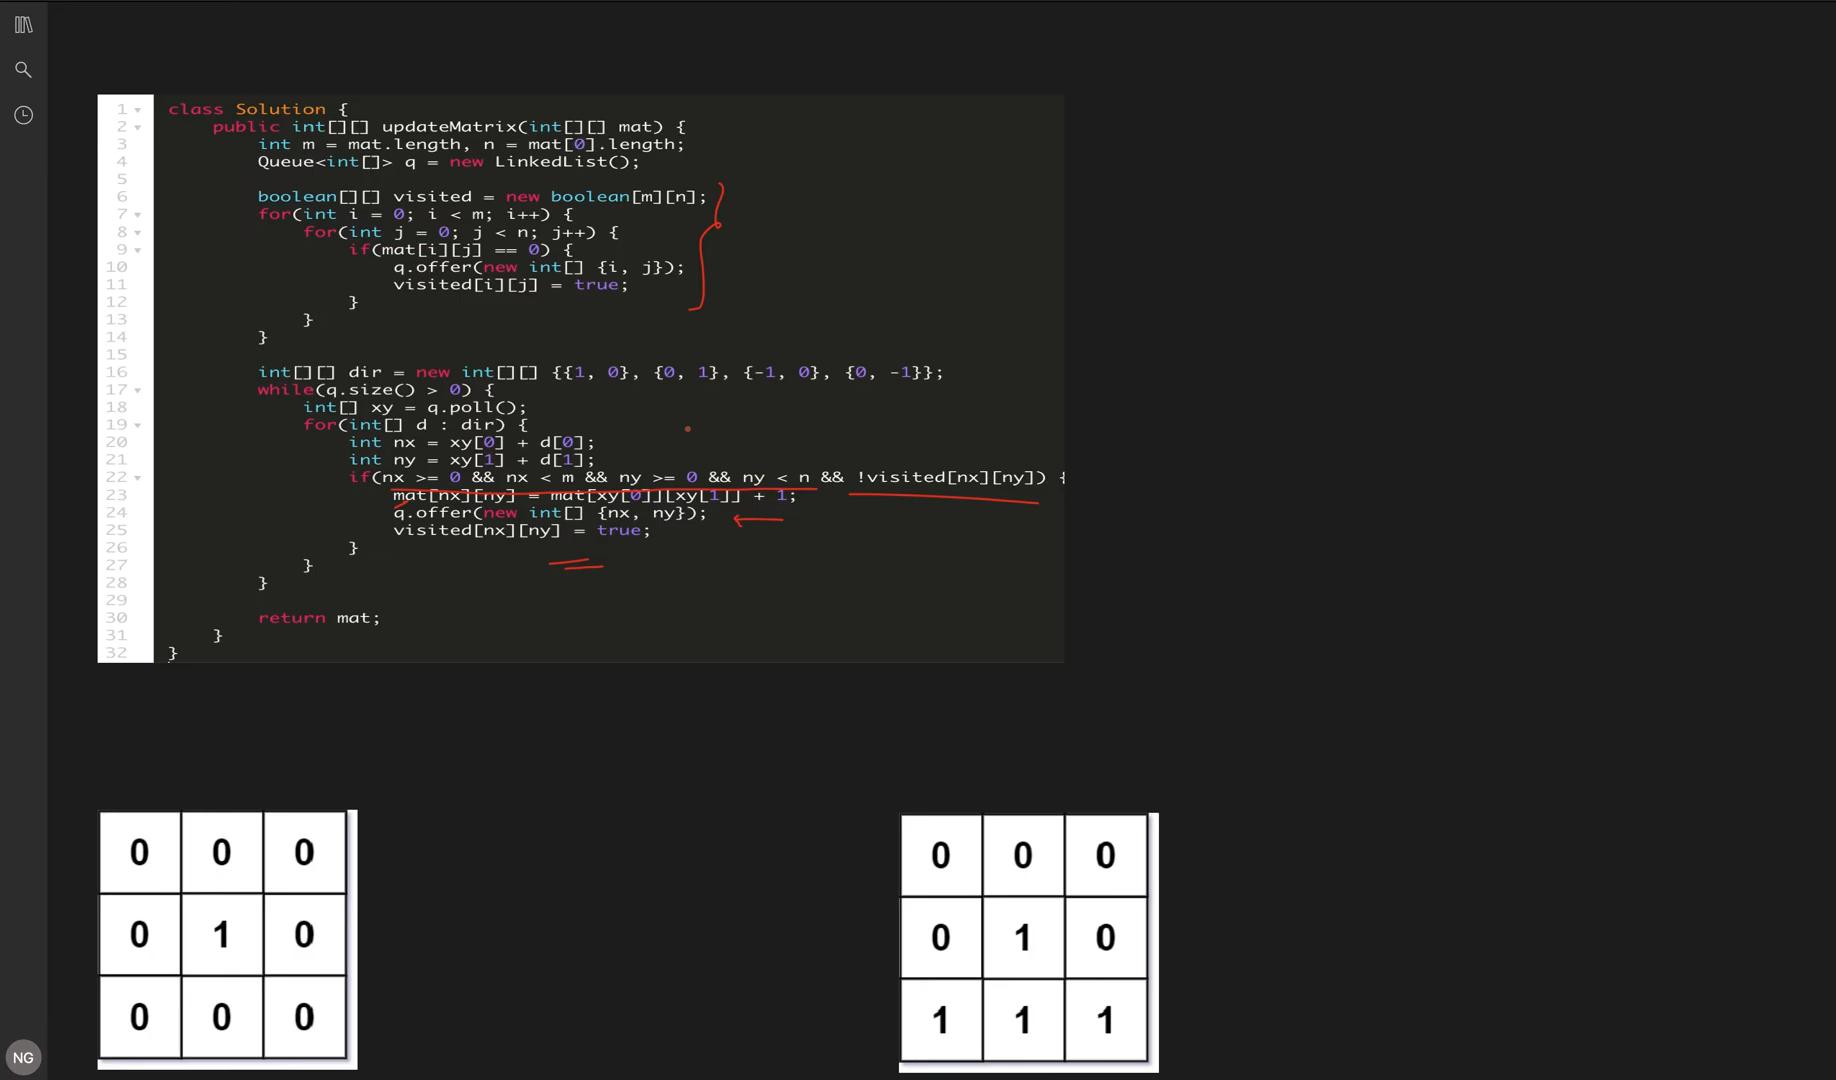 1 class Solution {
2 public int[][] updateMatrix(int[][] mat) {
3 int m = mat.length, n = mat[0].length;
4 Queue<int[]> q = new LinkedList();
5
6 boolean[][] visited = new boolean[m][n];
7 for(int i = 0; i < m; i++) {
8 for(int j = 0; j < n; j++) {
9 if(mat[i][j] == 0) {
10 q.offer(new int[] {i, j});
11 visited[i][j] = true;
12 }
13 }
14 }
15
16 int[][] dir = new int[][] {{1, 0}, {0, 1}, {-1, 0}, {0, -1}};
17 while(q.size() > 0) {
18 int[] xy = q.poll();
19 for(int[] d : dir) {
20 int nx = xy[0] + d[0];
21 int ny = xy[1] + d[1];
22 if(nx >= 0 && nx < m && ny >= 0 && ny < n && !visited[nx][ny]) {
23 mat[nx][ny] = mat[xy[0]][xy[1]] + 1;
24 q.offer(new int[] {nx, ny});
25 visited[nx][ny] = true;
26 }
27 }
28 }
29
30 return mat;
31 }
32 }
0 0 0
0 1 0
0 0 0
0 0 0
0 1 0
1 1 1
NG